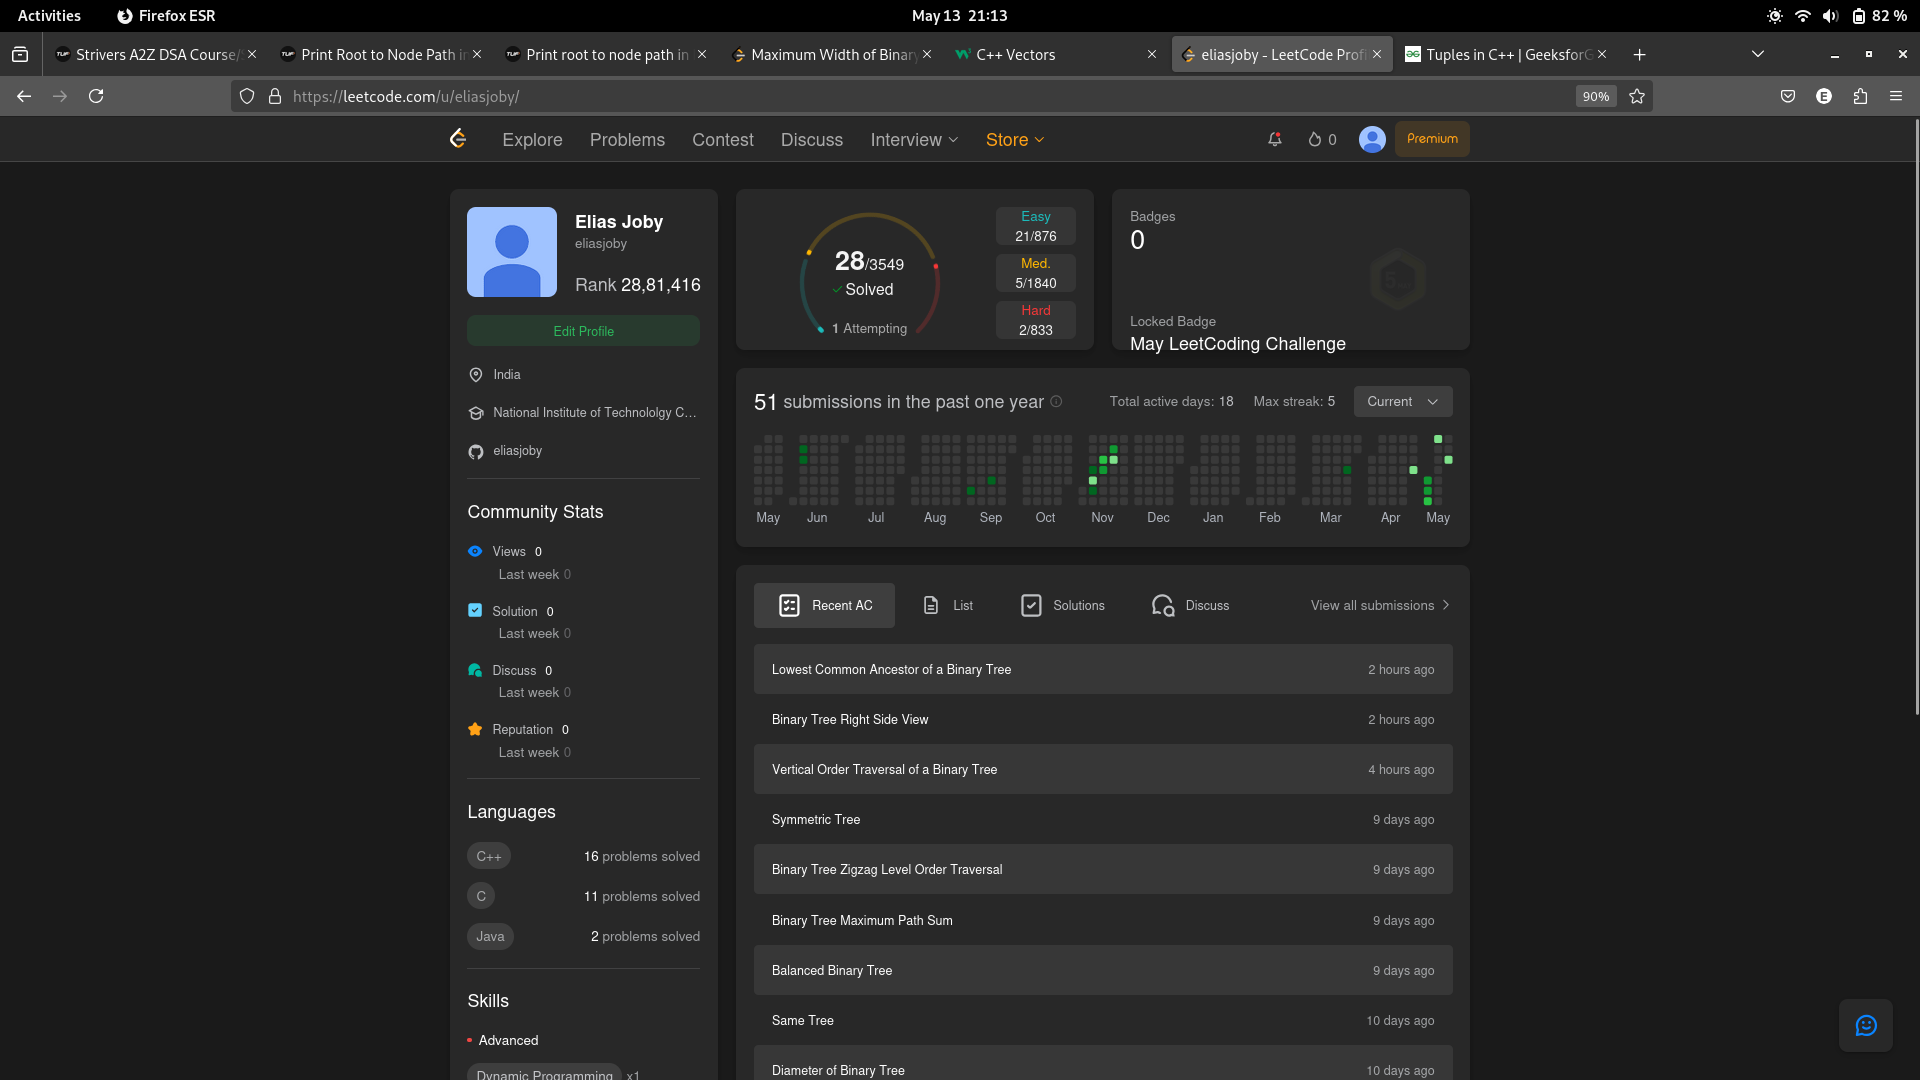 Activities
Firefox ESR
May 13 21:13
82 %
Strivers A2Z DSA Course/
Print Root to Node Path in
Print root to node path in
Maximum Width of Binary
C++ Vectors
eliasjoby - LeetCode Profi
Tuples in C++ | GeeksforG
https://leetcode.com/u/eliasjoby/
90%
E
Explore
Problems
Contest
Discuss
Interview
Store
0
Premium
Elias Joby
eliasjoby
Rank 28,81,416
Edit Profile
India
National Institute of Technololgy C...
eliasjoby
Community Stats
Views 0
Last week 0
Solution 0
Last week 0
Discuss 0
Last week 0
Reputation 0
Last week 0
Languages
C++
16 problems solved
C
11 problems solved
Java
2 problems solved
Skills
Advanced
Dynamic Programming x1
28/3549
Solved
1 Attempting
Easy
21/876
Med.
5/1840
Hard
2/833
Badges
0
Locked Badge
May LeetCoding Challenge
51 submissions in the past one year
Total active days: 18
Max streak: 5
Current
May Jun Jul Aug Sep Oct Nov Dec Jan Feb Mar Apr May
Recent AC
List
Solutions
Discuss
View all submissions
Lowest Common Ancestor of a Binary Tree 2 hours ago
Binary Tree Right Side View 2 hours ago
Vertical Order Traversal of a Binary Tree 4 hours ago
Symmetric Tree 9 days ago
Binary Tree Zigzag Level Order Traversal 9 days ago
Binary Tree Maximum Path Sum 9 days ago
Balanced Binary Tree 9 days ago
Same Tree 10 days ago
Diameter of Binary Tree 10 days ago